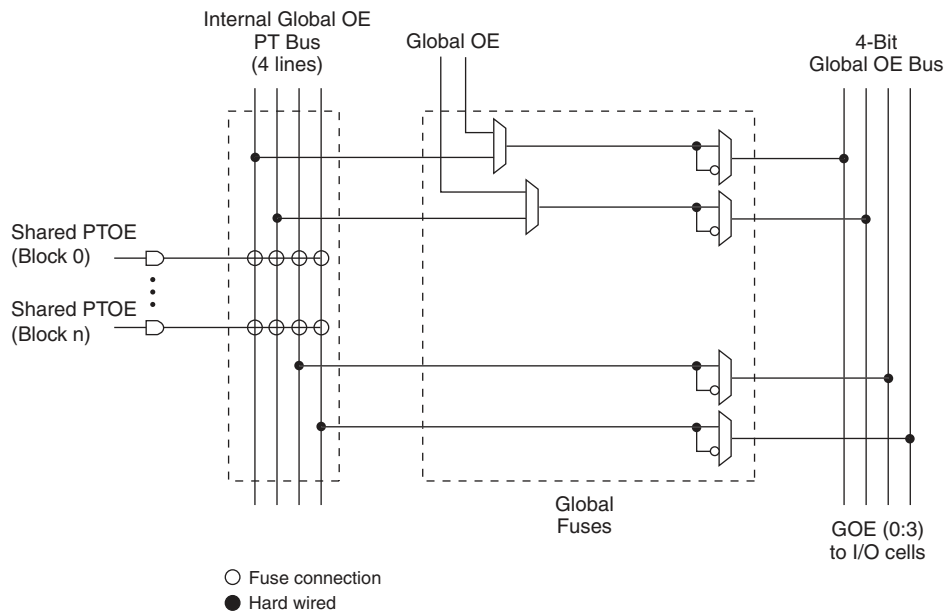 Internal Global OE
PT Bus
(4 lines)
Global OE
4-Bit
Global OE Bus
Shared PTOE
(Block 0)
Shared PTOE
(Block n)
Global
Fuses
GOE (0:3)
to I/O cells
Fuse connection
Hard wired